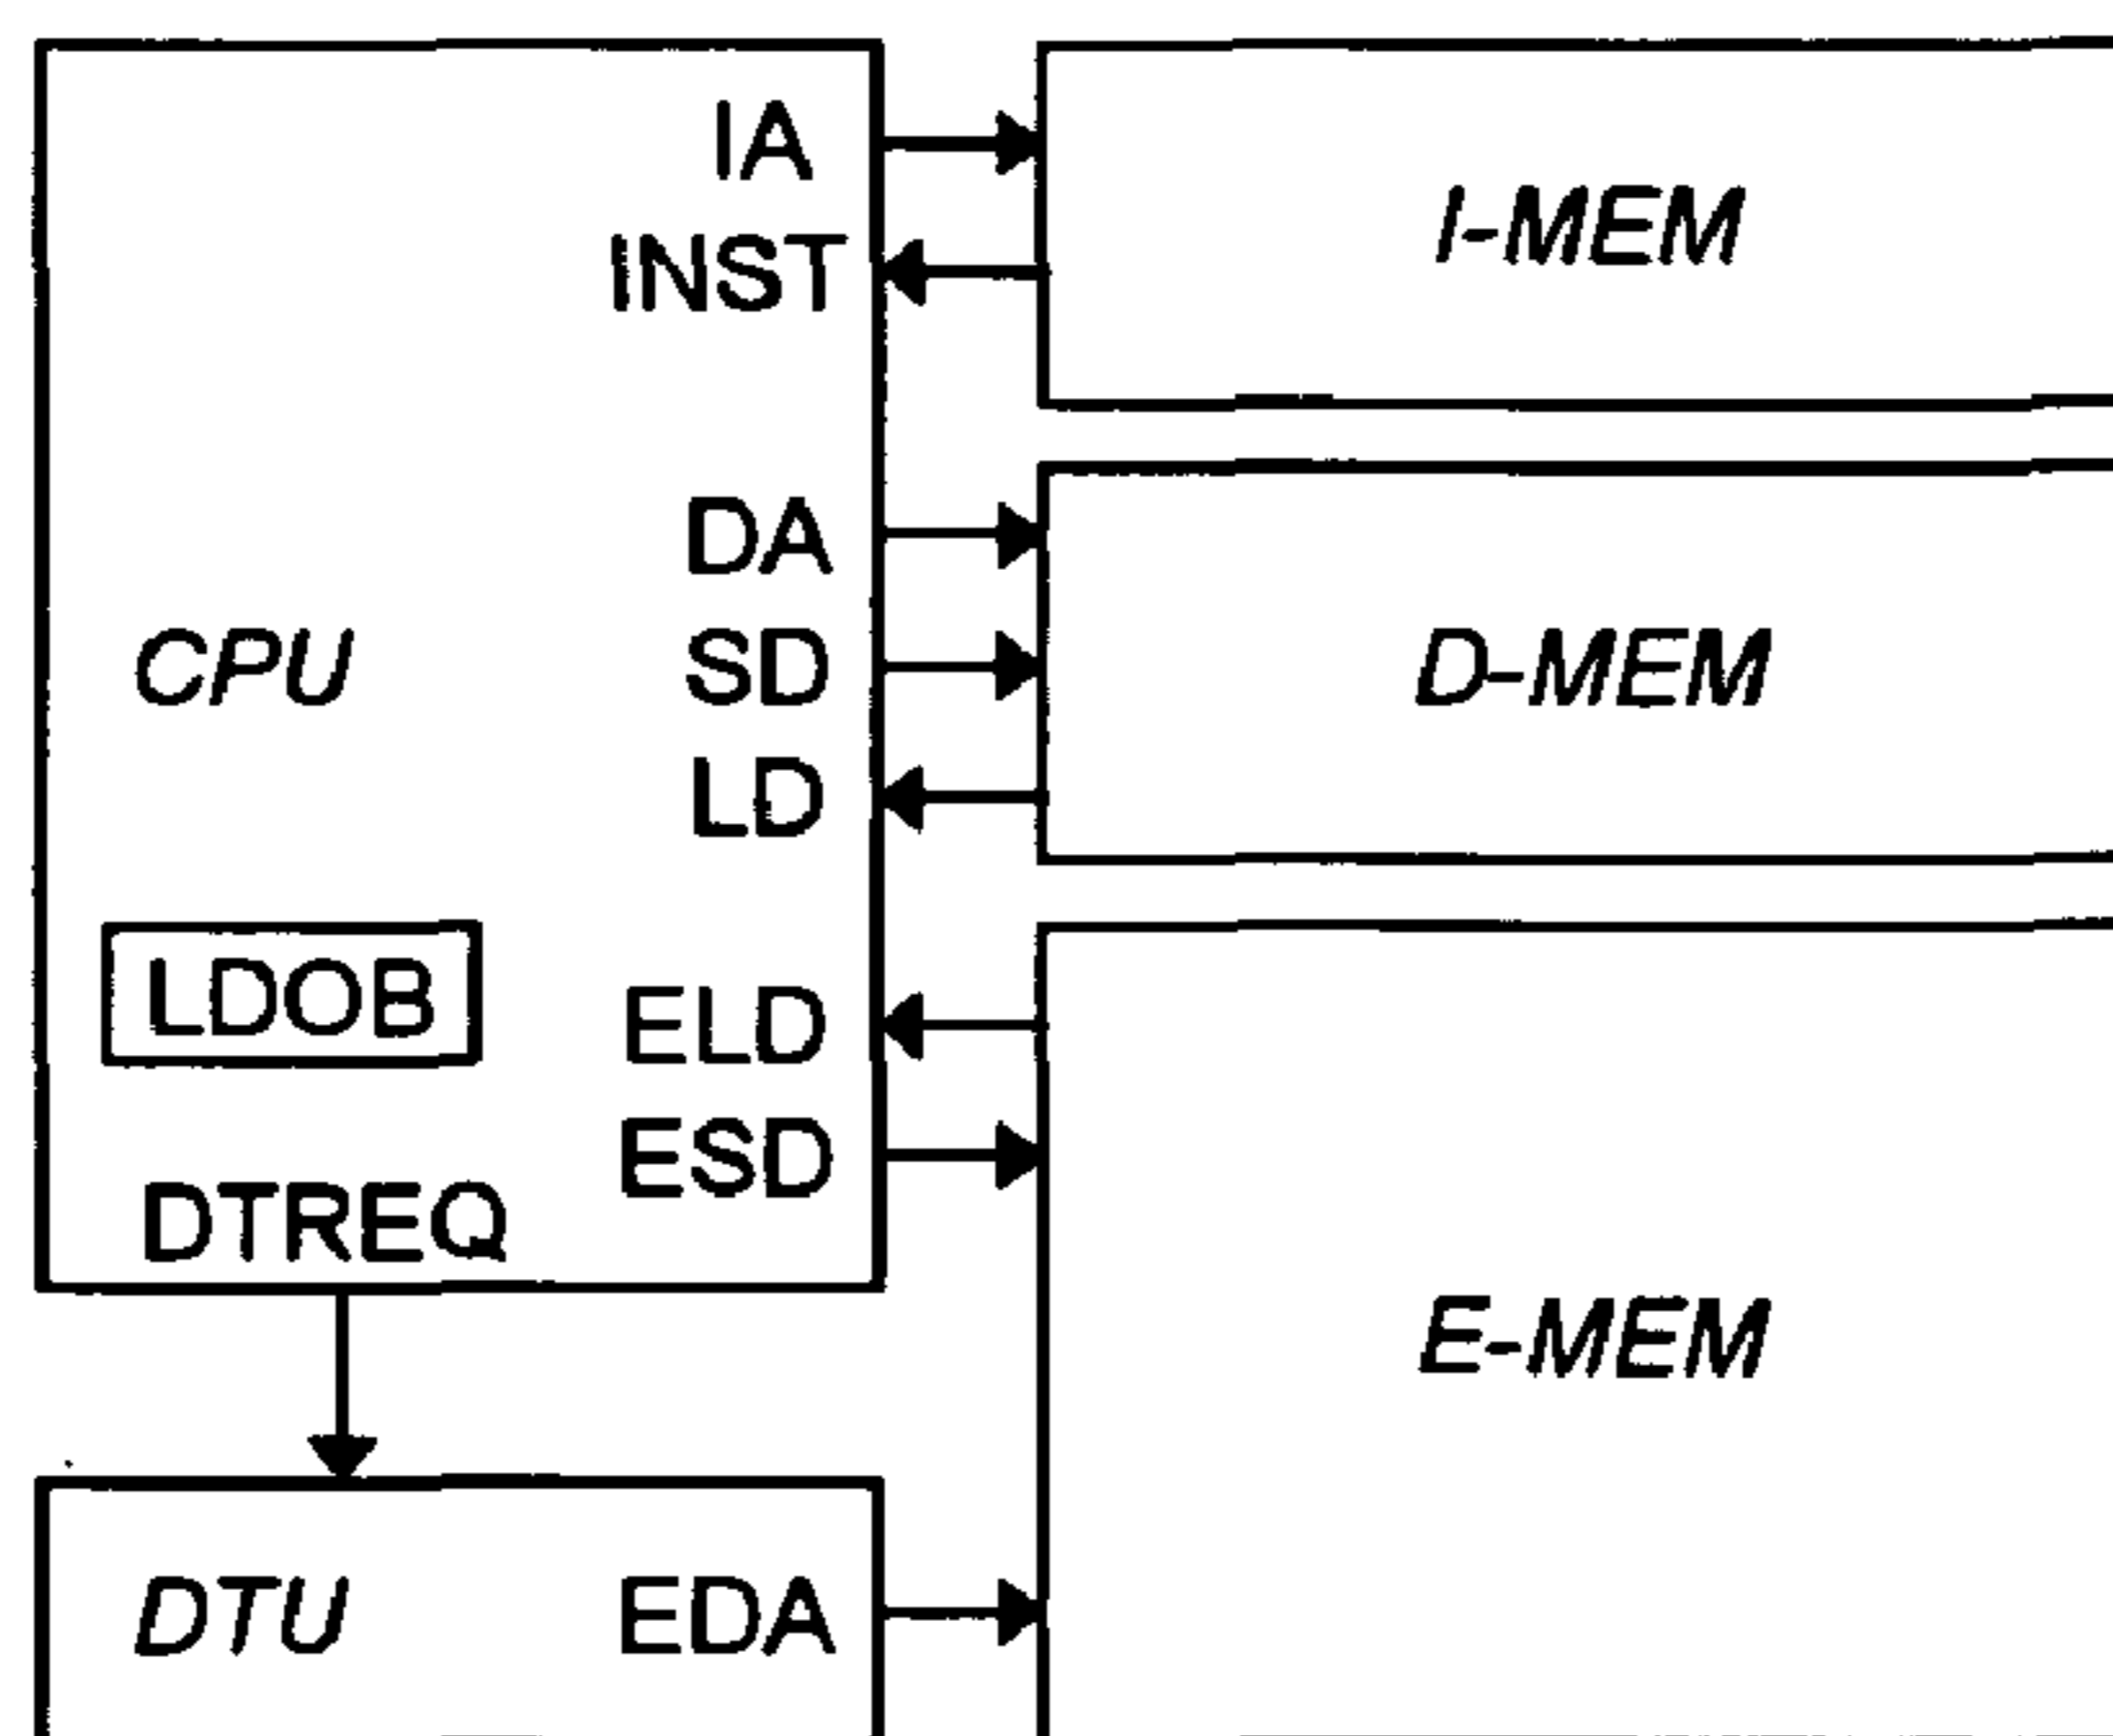 IA
INST
I-MEM
DA
SD
LD
CPU
D-MEM
LDOB
ELD
ESD
DTREQ
E-MEM
DTU
EDA